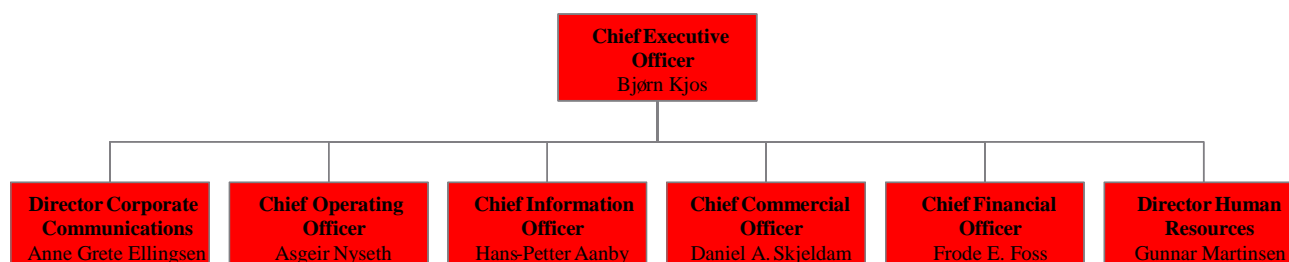 Chief Executive
Officer
Bjørn Kjos
Director Corporate
Communications
Anne Grete Ellingsen
Chief Operating
Officer
Asgeir Nyseth
Chief Information
Officer
Hans-Petter Aanby
Chief Commercial
Officer
Daniel A. Skjeldam
Chief Financial
Officer
Frode E. Foss
Director Human
Resources
Gunnar Martinsen